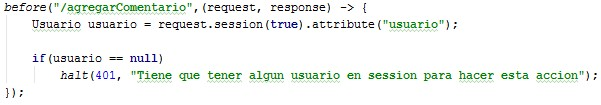 before("/agregarComentario",(request, response) -> {
Usuario usuario = request.session(true).attribute("usuario");
if(usuario == null)
halt(401, "Tiene que tener algun usuario en session para hacer esta accion");
});